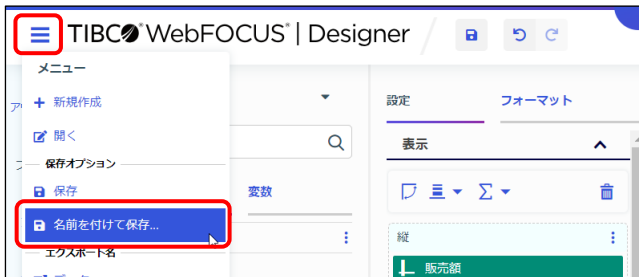 TIBCO® WebFOCUS® | Designer
メニュー
新規作成
開く
保存オプション
保存
名前を付けて保存...
エクスポート名
変数
設定
フォーマット
表示
縦
販売額